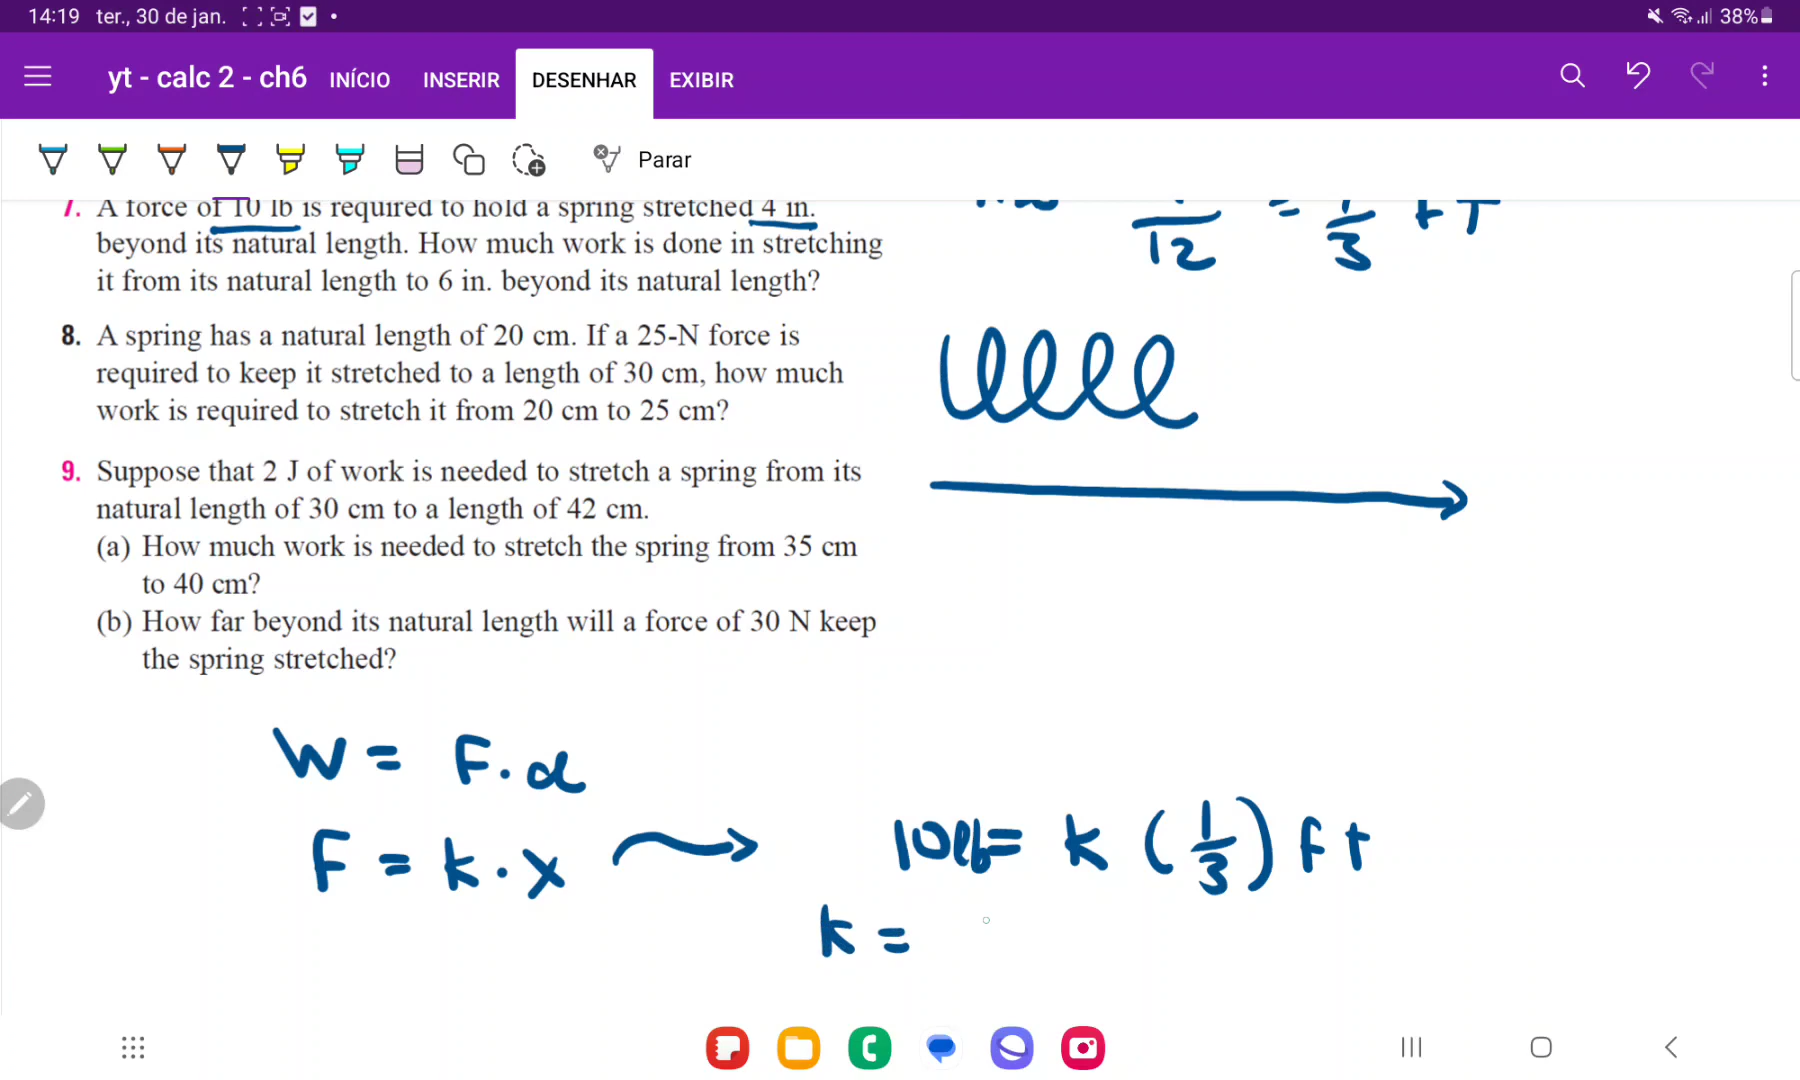 14:19 ter., 30 de jan. 38%
yt - calc 2 - ch6 INÍCIO INSERIR DESENHAR EXIBIR
Parar
7. A force of 10 lb is required to hold a spring stretched 4 in.
beyond its natural length. How much work is done in stretching
it from its natural length to 6 in. beyond its natural length?
8. A spring has a natural length of 20 cm. If a 25-N force is
required to keep it stretched to a length of 30 cm, how much
work is required to stretch it from 20 cm to 25 cm?
9. Suppose that 2 J of work is needed to stretch a spring from its
natural length of 30 cm to a length of 42 cm.
(a) How much work is needed to stretch the spring from 35 cm
to 40 cm?
(b) How far beyond its natural length will a force of 30 N keep
the spring stretched?
12 = 1/3 FT
W = F . d
F = k . x
10lb = k (1/3) Ft
k =